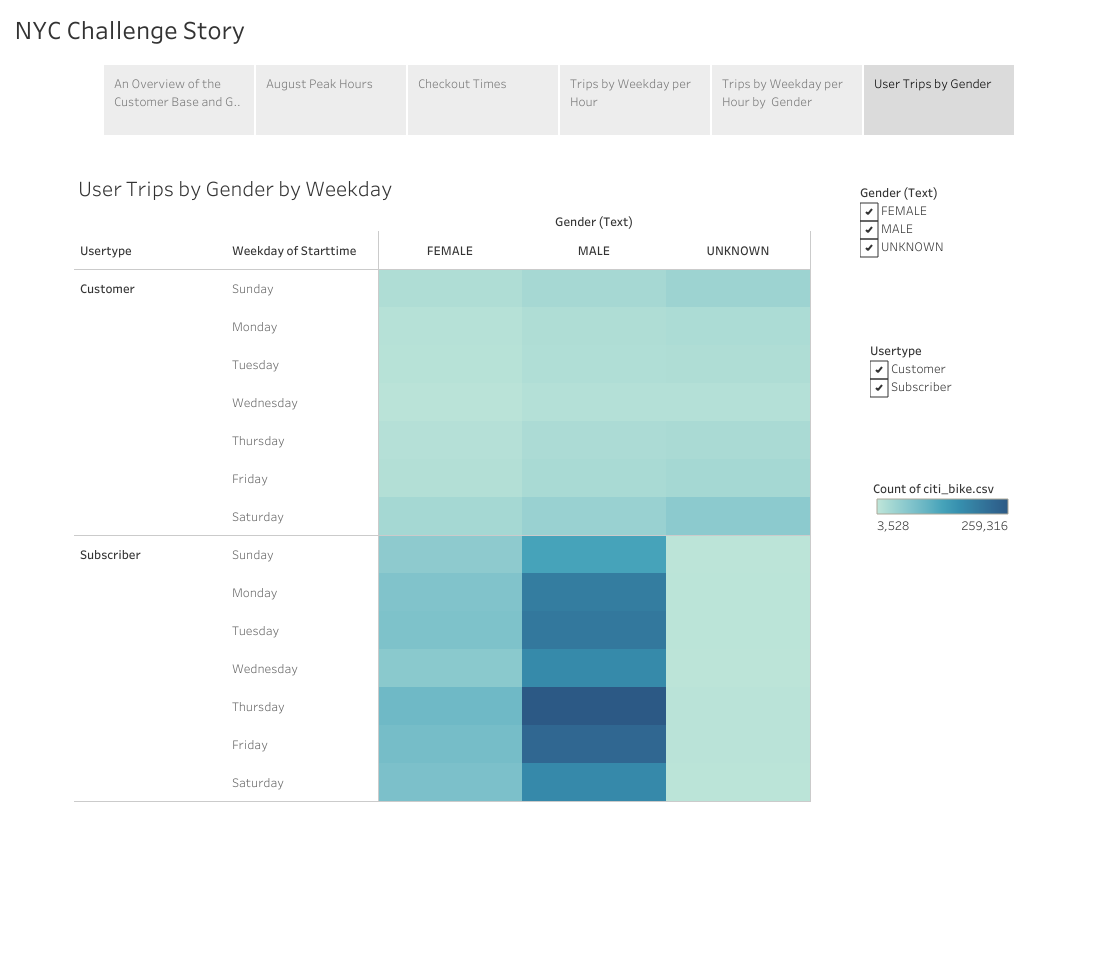 NYC Challenge Story
An Overview of the
Customer Base and G..
August Peak Hours
Checkout Times
Trips by Weekday per
Hour
Trips by Weekday per
Hour by Gender
User Trips by Gender
User Trips by Gender by Weekday
Gender (Text)
Usertype Weekday of Starttime FEMALE MALE UNKNOWN
Customer Sunday
Monday
Tuesday
Wednesday
Thursday
Friday
Saturday
Subscriber Sunday
Monday
Tuesday
Wednesday
Thursday
Friday
Saturday
Gender (Text)
FEMALE
MALE
UNKNOWN
Usertype
Customer
Subscriber
Count of citi_bike.csv
3,528 259,316